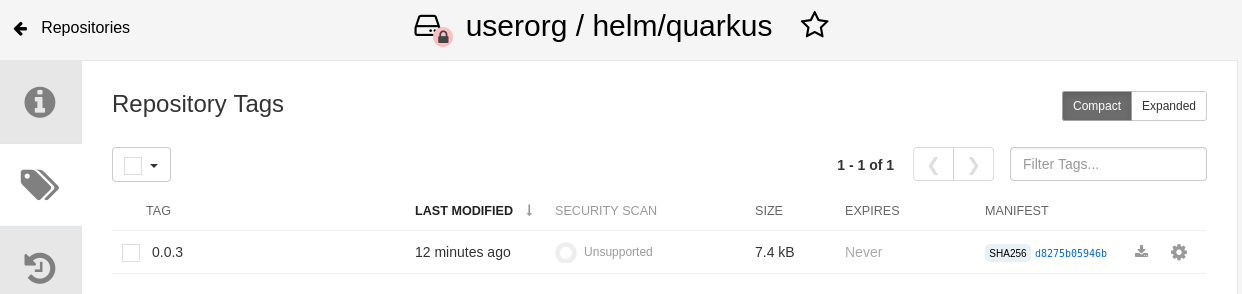 Repositories
userorg / helm/quarkus
Repository Tags
Compact Expanded
1 - 1 of 1
Filter Tags...
TAG LAST MODIFIED SECURITY SCAN SIZE EXPIRES MANIFEST
0.0.3 12 minutes ago Unsupported 7.4 kB Never SHA256 d8275b05946b